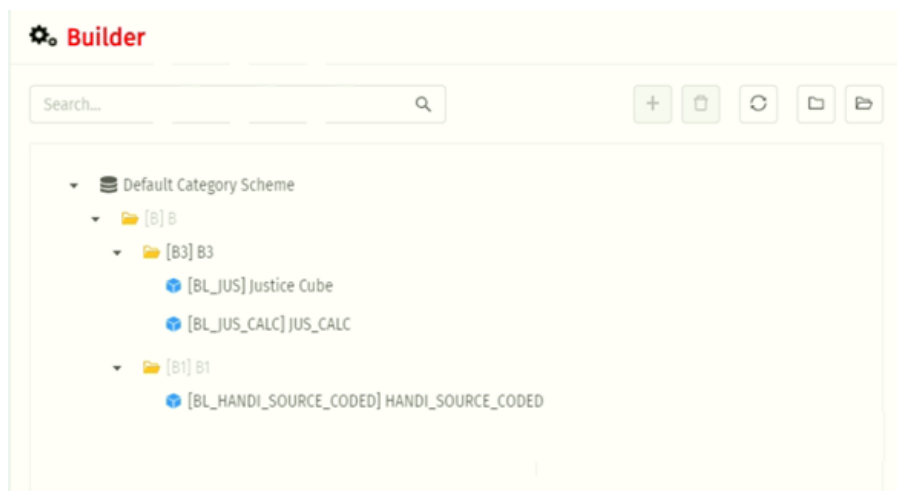 Builder
Search...
Default Category Scheme
[B] B
[B3] B3
[BL_JUS] Justice Cube
[BL_JUS_CALC] JUS_CALC
[B1] B1
[BL_HANDI_SOURCE_CODED] HANDI_SOURCE_CODED